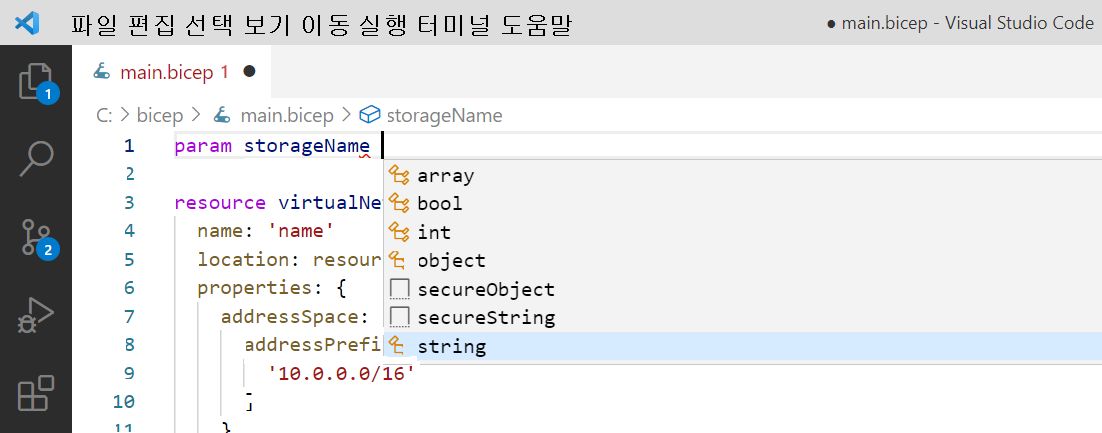 파일 편집 선택 보기 이동 실행 터미널 도움말
● main.bicep - Visual Studio Code
main.bicep 1 ●
C: > bicep > main.bicep > storageName
1 param storageName
array
2
bool
3 resource virtualNe
int
4 name: 'name'
object
5 location: resour
secureObject
6 properties: {
secureString
7 addressSpace:
string
8 addressPrefi
9 '10.0.0.0/16'
10 ]
11 }
1
2